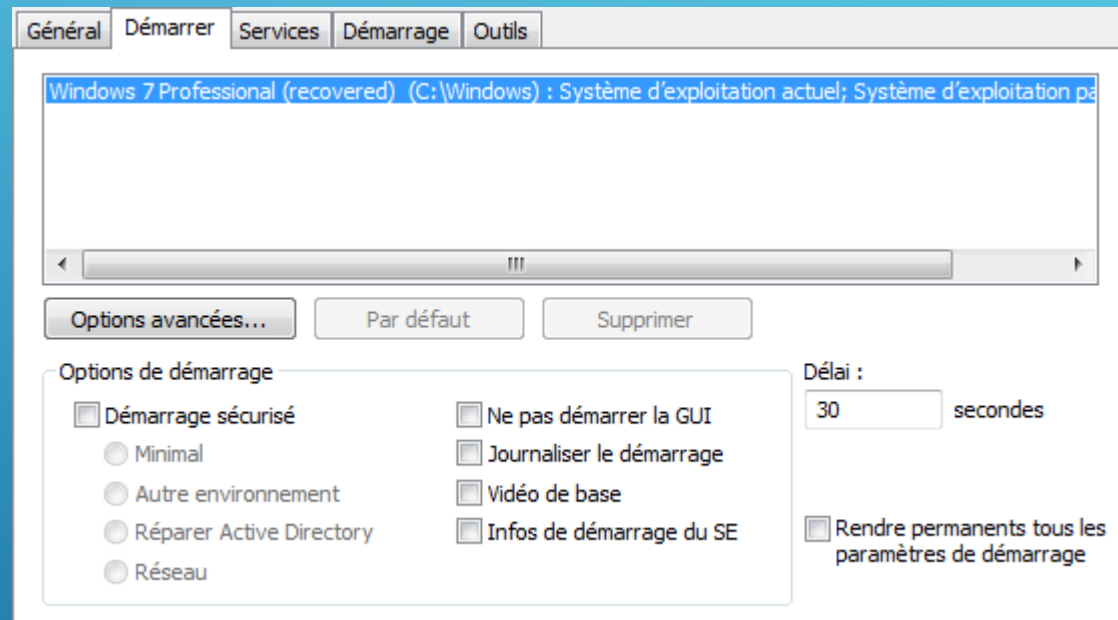 Général Démarrer Services Démarrage Outils
Windows 7 Professional (recovered) (C:\Windows) : Système d'exploitation actuel; Système d'exploitation pa
Options avancées... Par défaut Supprimer
Options de démarrage
Démarrage sécurisé
Minimal
Autre environnement
Réparer Active Directory
Réseau
Ne pas démarrer la GUI
Journaliser le démarrage
Vidéo de base
Infos de démarrage du SE
Délai :
30 secondes
Rendre permanents tous les
paramètres de démarrage